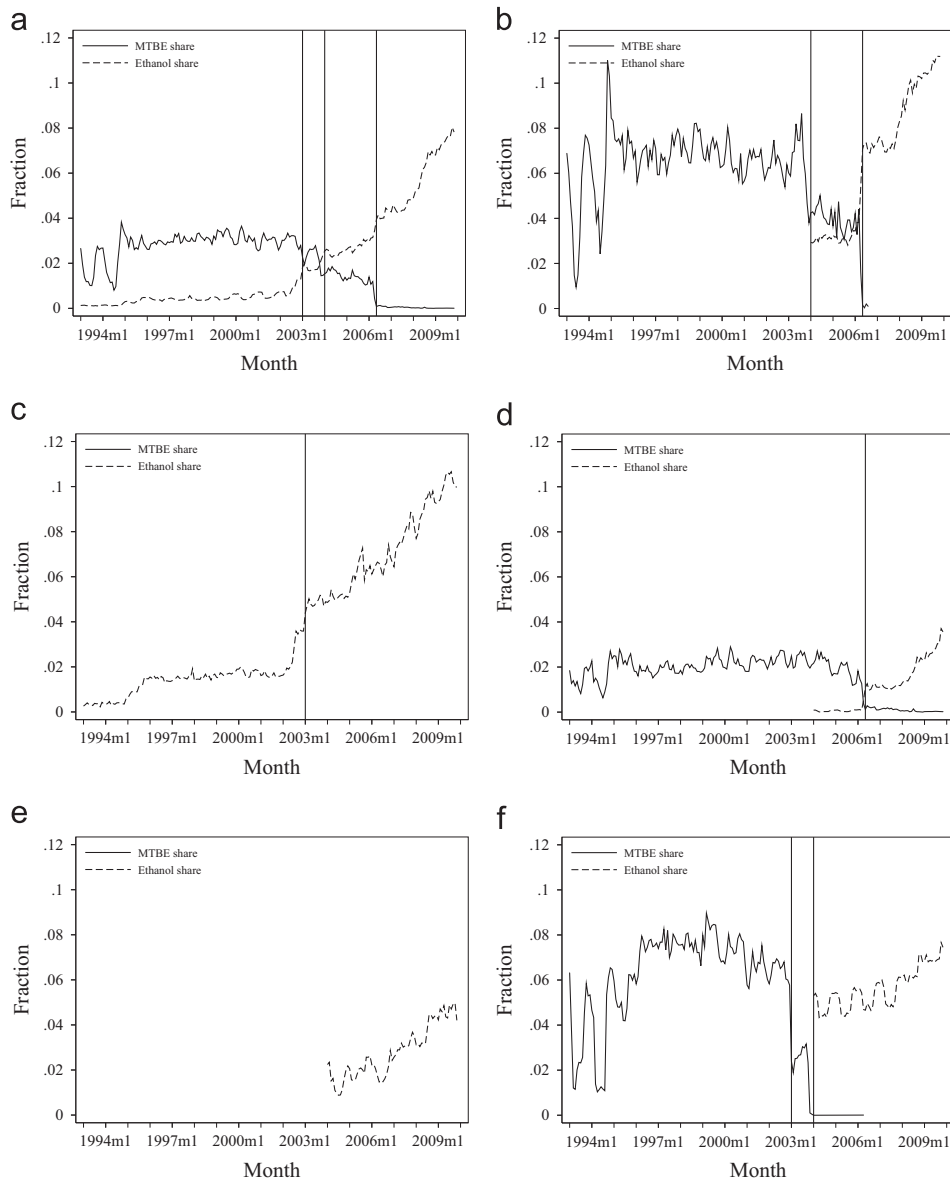 a
.12
.1
.08
.06
.04
.02
0
Fraction
MTBE share
Ethanol share
1994m1 1997m1 2000m1 2003m1 2006m1 2009m1
Month
b
.12
.1
.08
.06
.04
.02
0
Fraction
MTBE share
Ethanol share
1994m1 1997m1 2000m1 2003m1 2006m1 2009m1
Month
c
.12
.1
.08
.06
.04
.02
0
Fraction
MTBE share
Ethanol share
1994m1 1997m1 2000m1 2003m1 2006m1 2009m1
Month
d
.12
.1
.08
.06
.04
.02
0
Fraction
MTBE share
Ethanol share
1994m1 1997m1 2000m1 2003m1 2006m1 2009m1
Month
e
.12
.1
.08
.06
.04
.02
0
Fraction
MTBE share
Ethanol share
1994m1 1997m1 2000m1 2003m1 2006m1 2009m1
Month
f
.12
.1
.08
.06
.04
.02
0
Fraction
MTBE share
Ethanol share
1994m1 1997m1 2000m1 2003m1 2006m1 2009m1
Month